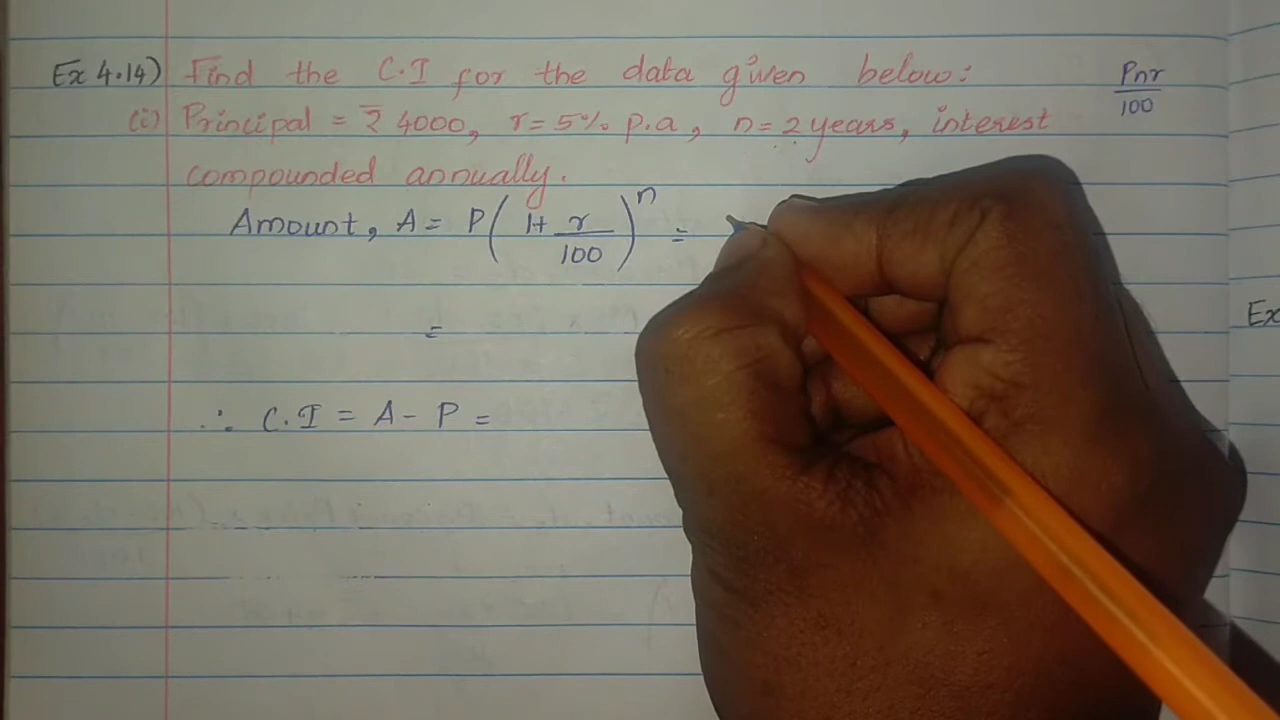 Ex 4.14) Find the C.I for the data given below:
Pnr
100
(i) Principal = ₹ 4000, r = 5% p.a, n = 2 years, interest
compounded annually.
Amount, A = P(1+ r/100)^n =
=
∴ C.I = A - P =
Ex